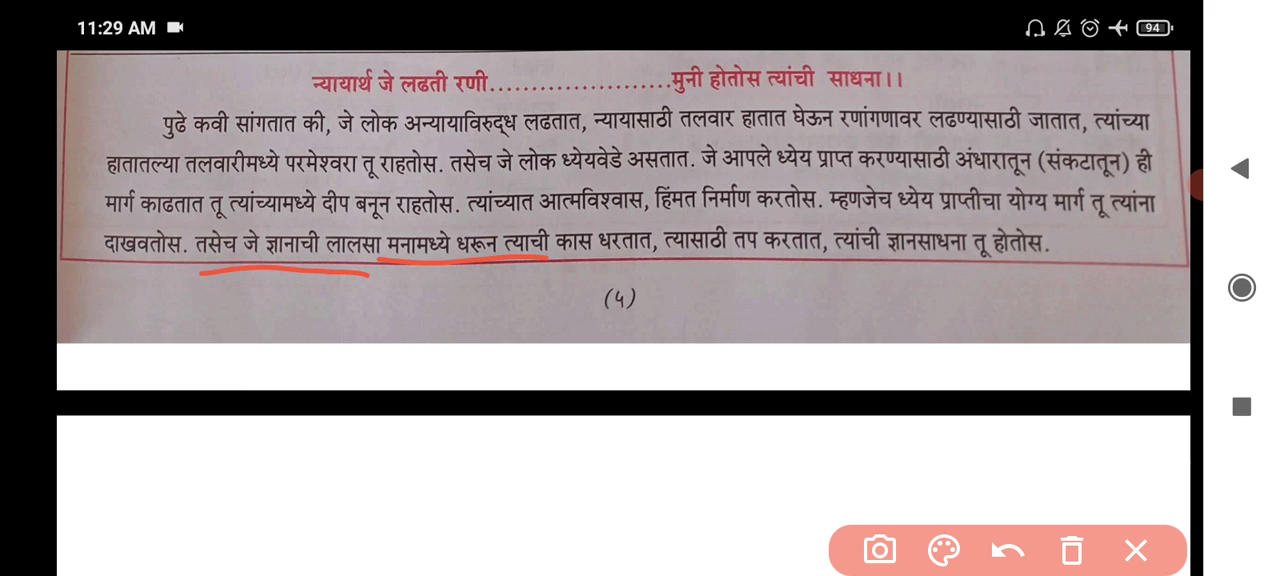 11:29 AM
94
न्यायार्थ जे लढती रणी......................मुनी होतोस त्यांची साधना।।
पुढे कवी सांगतात की, जे लोक अन्यायाविरुद्ध लढतात, न्यायासाठी तलवार हातात घेऊन रणांगणावर लढण्यासाठी जातात, त्यांच्या
हातातल्या तलवारीमध्ये परमेश्वरा तू राहतोस. तसेच जे लोक ध्येयवेडे असतात. जे आपले ध्येय प्राप्त करण्यासाठी अंधारातून (संकटातून) ही
मार्ग काढतात तू त्यांच्यामध्ये दीप बनून राहतोस. त्यांच्यात आत्मविश्वास, हिंमत निर्माण करतोस. म्हणजेच ध्येय प्राप्तीचा योग्य मार्ग तू त्यांना
दाखवतोस. तसेच जे ज्ञानाची लालसा मनामध्ये धरून त्याची कास धरतात, त्यासाठी तप करतात, त्यांची ज्ञानसाधना तू होतोस.
(५)